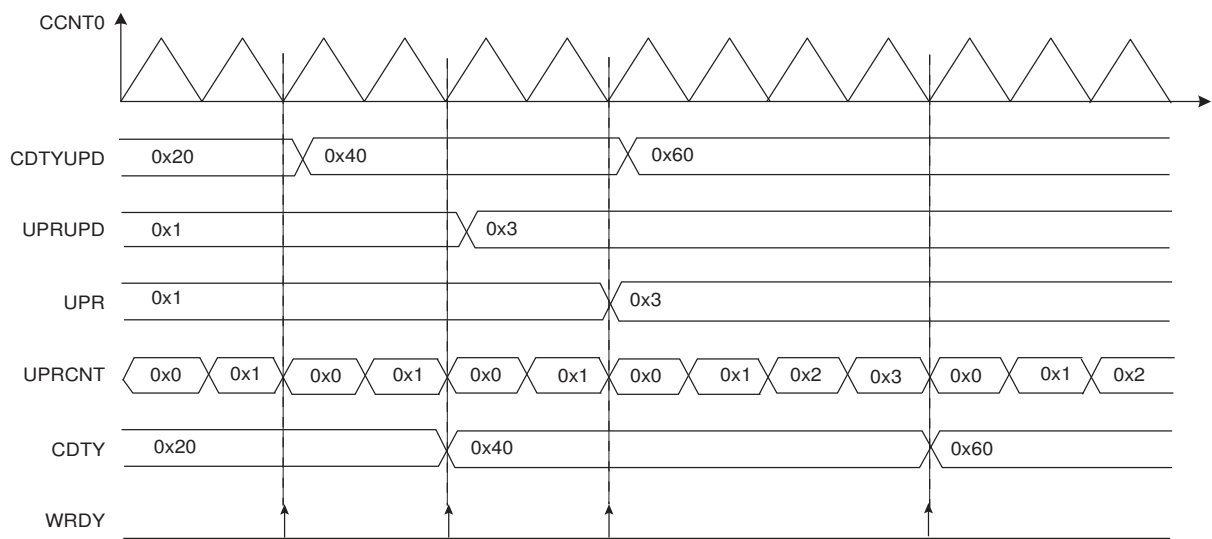 CCNT0
CDTYUPD 0x20 0x40 0x60
UPRUPD 0x1 0x3
UPR 0x1 0x3
UPRCNT 0x0 0x1 0x0 0x1 0x0 0x1 0x0 0x1 0x2 0x3 0x0 0x1 0x2
CDTY 0x20 0x40 0x60
WRDY